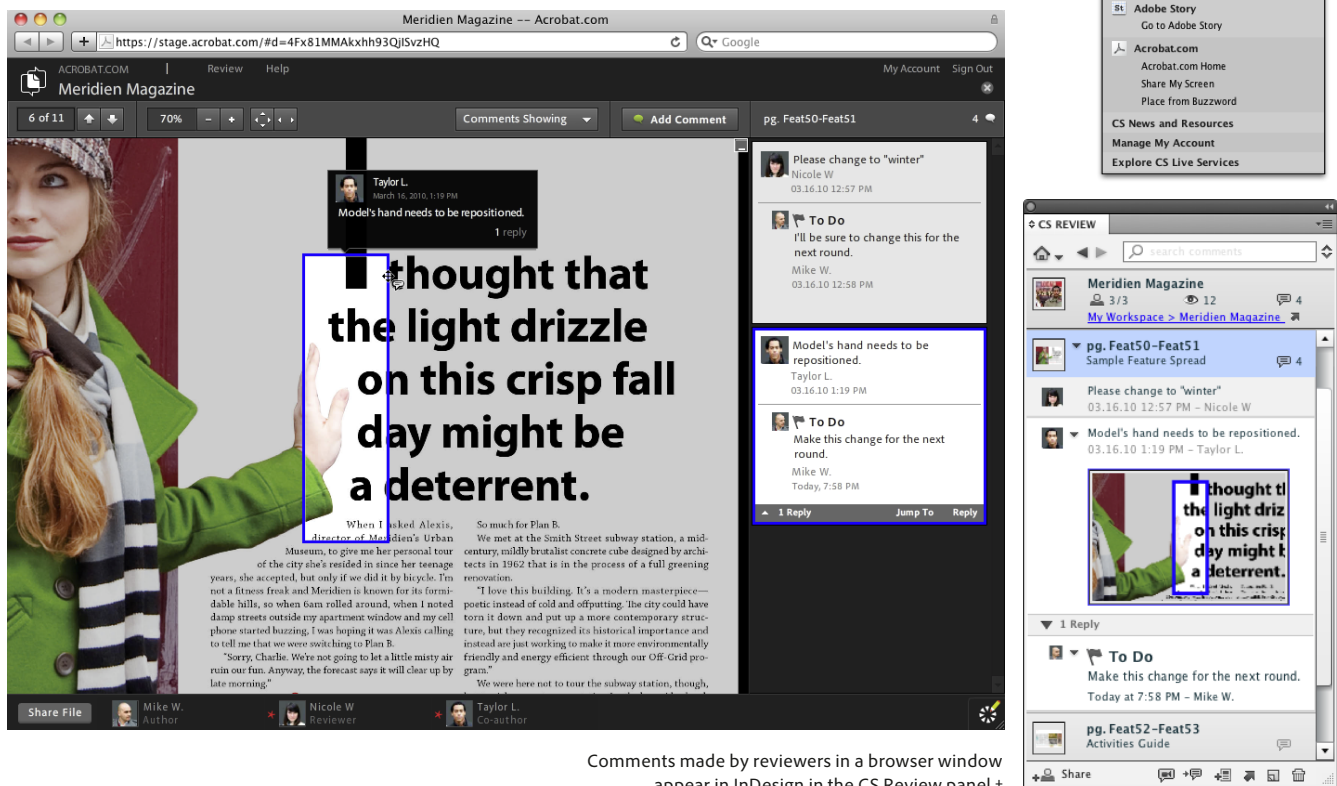 Meridien Magazine -- Acrobat.com
https://stage.acrobat.com/#d=4Fx81MMAkxhh93QjISvzHQ
Google
ACROBAT.COM | Review Help
My Account Sign Out
Meridien Magazine
6 of 11
70%
Comments Showing
Add Comment
pg. Feat50-Feat51
4
Taylor L.
March 16, 2010, 1:19 PM
Model's hand needs to be repositioned.
1 reply
I thought that
the light drizzle
on this crisp fall
day might be
a deterrent.
When I asked Alexis,
director of Meridien's Urban
Museum, to give me her personal tour
of the city she's resided in since her teenage
years, she accepted, but only if we did it by bicycle. I'm
not a fitness freak and Meridien is known for its formi-
dable hills, so when 6am rolled around, when I noted
damp streets outside my apartment window and my cell
phone started buzzing, I was hoping it was Alexis calling
to tell me that we were switching to Plan B.
"Sorry, Charlie. We're not going to let a little misty air
ruin our fun. Anyway, the forecast says it will clear up by
late morning."
So much for Plan B.
We met at the Smith Street subway station, a mid-
century, mildly brutalist concrete cube designed by archi-
tects in 1962 that is in the process of a full greening
renovation.
"I love this building. It's a modern masterpiece—
poetic instead of cold and offputting. The city could have
torn it down and put up a more contemporary struc-
ture, but they recognized its historical importance and
instead are just working to make it more environmentally
friendly and energy efficient through our Off-Grid pro-
gram."
We were here not to tour the subway station, though,
Please change to "winter"
Nicole W
03.16.10 12:57 PM
To Do
I'll be sure to change this for the
next round.
Mike W.
03.16.10 12:58 PM
Model's hand needs to be
repositioned.
Taylor L.
03.16.10 1:19 PM
To Do
Make this change for the next
round.
Mike W.
Today, 7:58 PM
1 Reply Jump To Reply
Share File
Mike W.
Author
Nicole W
Reviewer
Taylor L.
Co-author
Comments made by reviewers in a browser window
appear in InDesign in the CS Review panel.†
St Adobe Story
Go to Adobe Story
Acrobat.com
Acrobat.com Home
Share My Screen
Place from Buzzword
CS News and Resources
Manage My Account
Explore CS Live Services
CS REVIEW
search comments
Meridien Magazine
3/3 12 4
My Workspace > Meridien Magazine
pg. Feat50-Feat51
Sample Feature Spread 4
Please change to "winter"
03.16.10 12:57 PM – Nicole W
Model's hand needs to be repositioned.
03.16.10 1:19 PM – Taylor L.
I thought tl
the light driz
on this crisp
day might b
a deterrent.
1 Reply
To Do
Make this change for the next round.
Today at 7:58 PM – Mike W.
pg. Feat52-Feat53
Activities Guide
Share